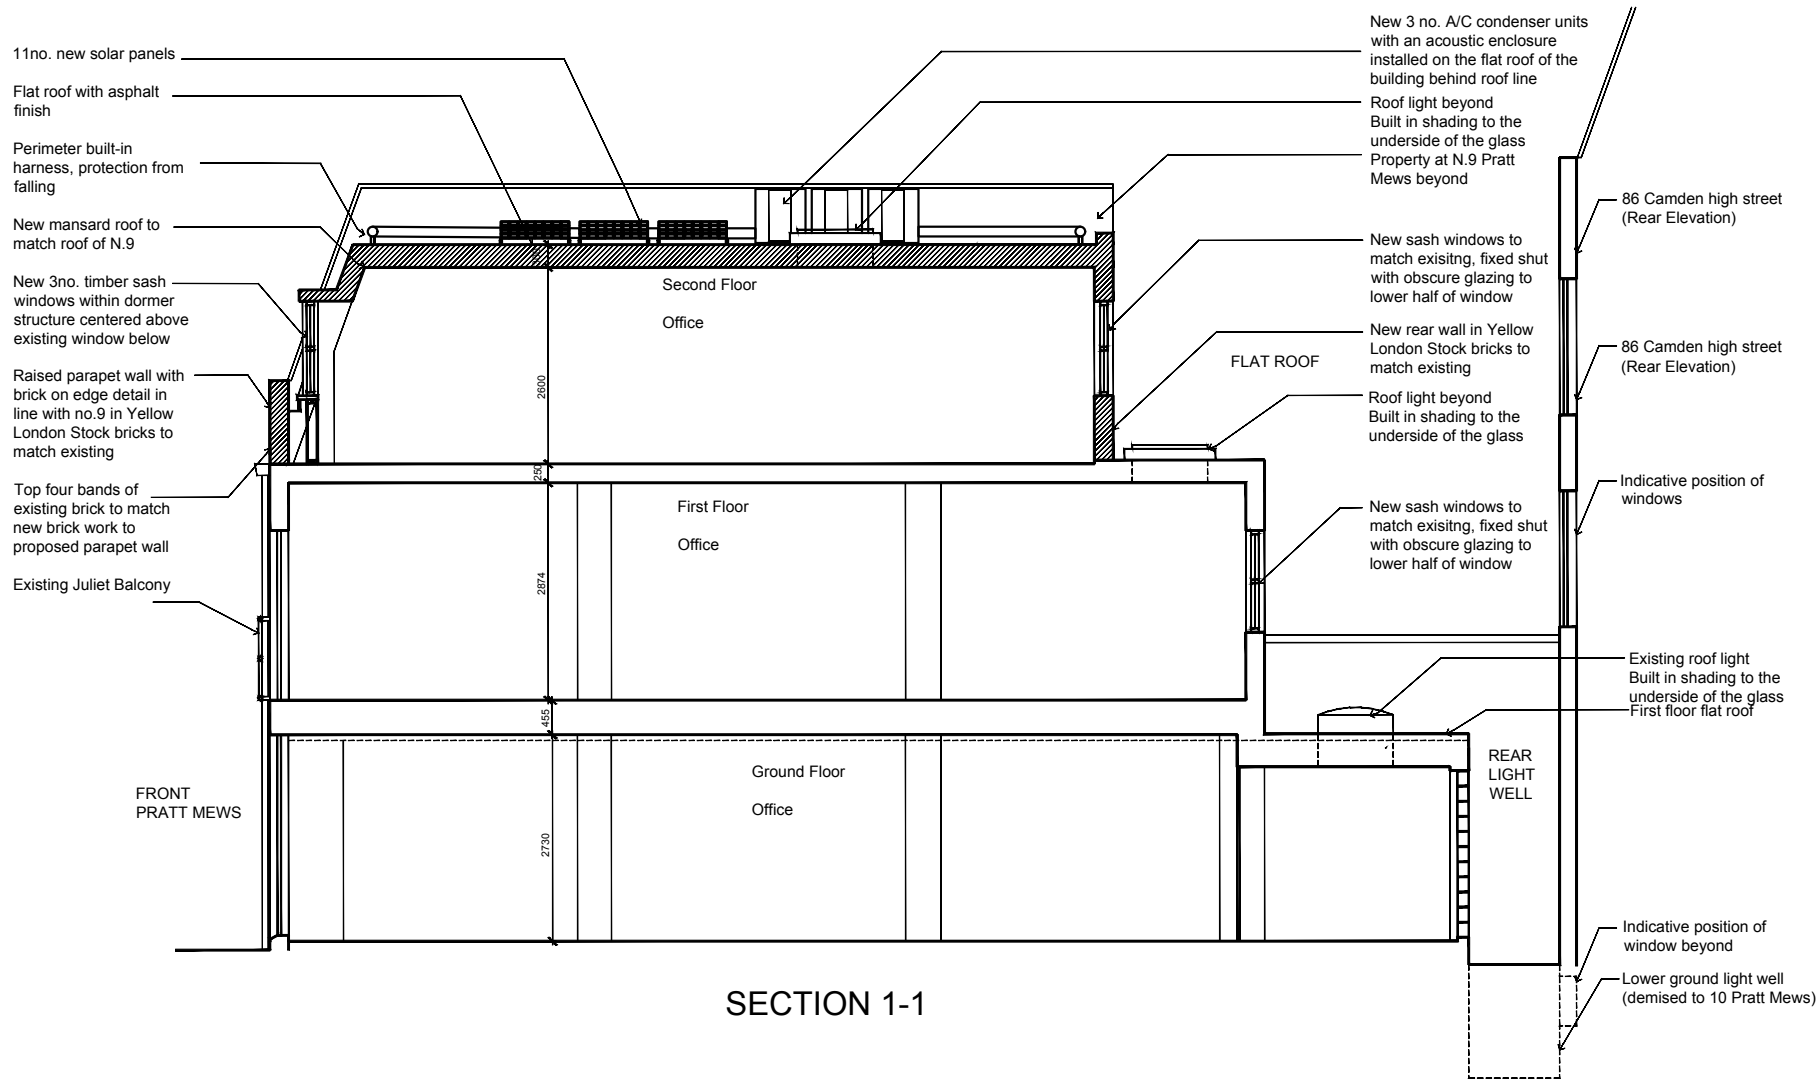 11no. new solar panels
Flat roof with asphalt
finish
Perimeter built-in
harness, protection from
falling
New mansard roof to
match roof of N.9
New 3no. timber sash
windows within dormer
structure centered above
existing window below
Raised parapet wall with
brick on edge detail in
line with no.9 in Yellow
London Stock bricks to
match existing
Top four bands of
existing brick to match
new brick work to
proposed parapet wall
Existing Juliet Balcony
FRONT
PRATT MEWS
Second Floor
Office
2600
250
First Floor
Office
2874
455
Ground Floor
Office
2730
SECTION 1-1
New 3 no. A/C condenser units
with an acoustic enclosure
installed on the flat roof of the
building behind roof line
Roof light beyond
Built in shading to the
underside of the glass
Property at N.9 Pratt
Mews beyond
New sash windows to
match exisitng, fixed shut
with obscure glazing to
lower half of window
New rear wall in Yellow
London Stock bricks to
match existing
FLAT ROOF
Roof light beyond
Built in shading to the
underside of the glass
New sash windows to
match exisitng, fixed shut
with obscure glazing to
lower half of window
86 Camden high street
(Rear Elevation)
86 Camden high street
(Rear Elevation)
Indicative position of
windows
Existing roof light
Built in shading to the
underside of the glass
First floor flat roof
REAR
LIGHT
WELL
Indicative position of
window beyond
Lower ground light well
(demised to 10 Pratt Mews)